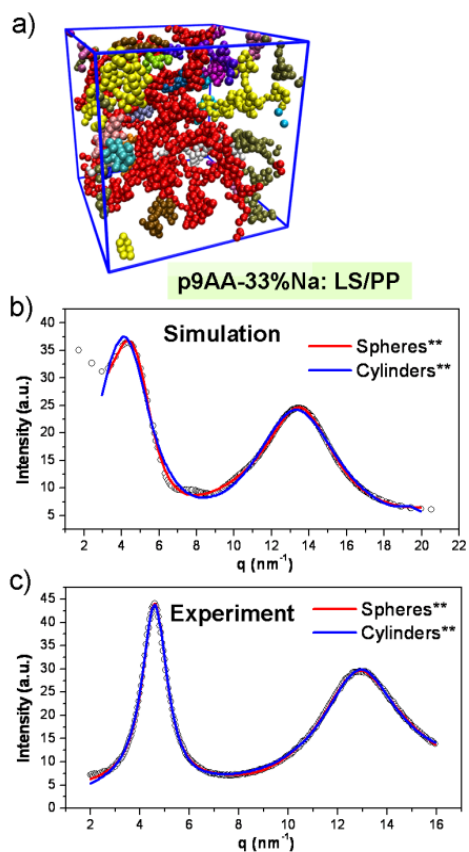 a)
p9AA-33%Na: LS/PP
b)
Simulation
Spheres**
Cylinders**
Intensity (a.u.)
40
35
30
25
20
15
10
5
2 4 6 8 10 12 14 16 18 20 22
q (nm⁻¹)
c)
Experiment
Spheres**
Cylinders**
Intensity (a.u.)
45
40
35
30
25
20
15
10
5
0
2 4 6 8 10 12 14 16
q (nm⁻¹)